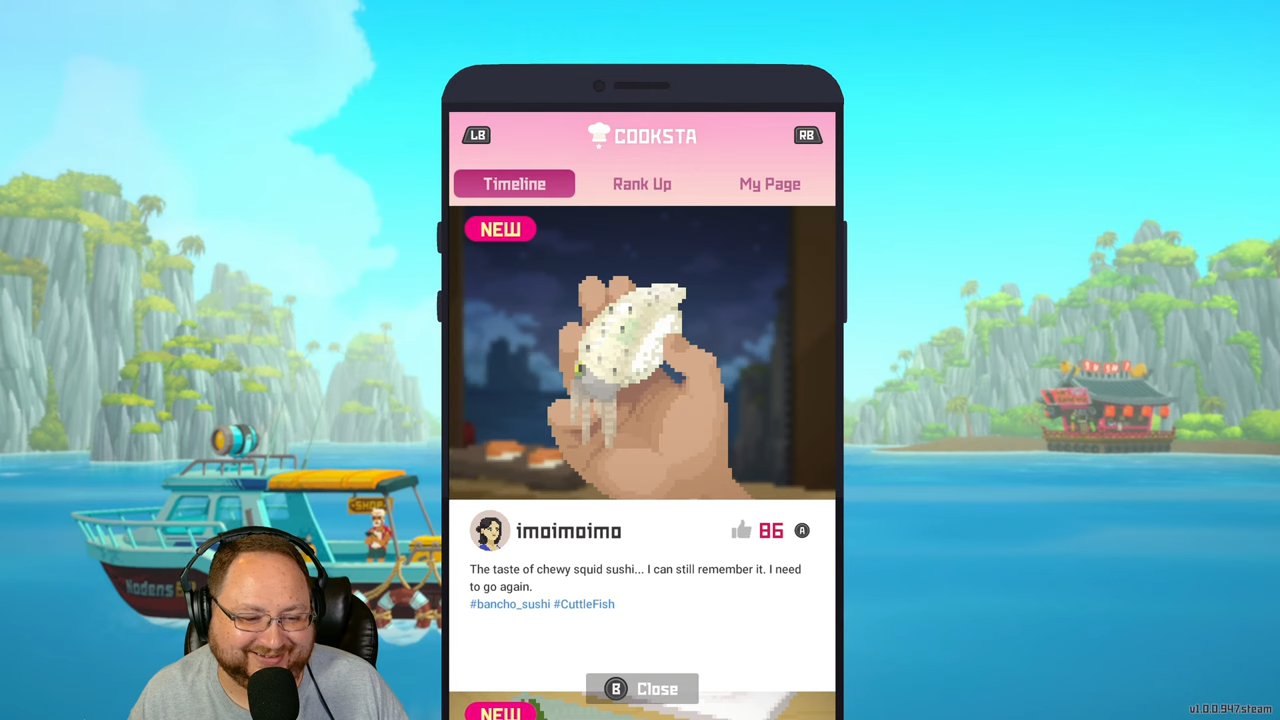 LB
COOKSTA
RB
Timeline
Rank Up
My Page
NEW
imoimoimo
86
A
The taste of chewy squid sushi... I can still remember it. I need
to go again.
#bancho_sushi #CuttleFish
B Close
NEW
SHOP
v1.0.0.947.steam